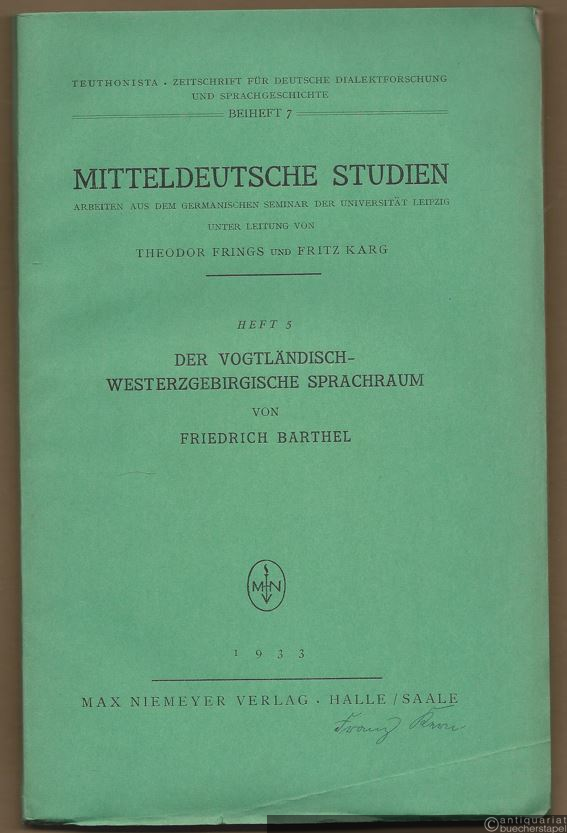 TEUTHONISTA · ZEITSCHRIFT FÜR DEUTSCHE DIALEKTFORSCHUNG
UND SPRACHGESCHICHTE
BEIHEFT 7
MITTELDEUTSCHE STUDIEN
ARBEITEN AUS DEM GERMANISCHEN SEMINAR DER UNIVERSITÄT LEIPZIG
UNTER LEITUNG VON
THEODOR FRINGS UND FRITZ KARG
HEFT 5
DER VOGTLÄNDISCH-
WESTERZGEBIRGISCHE SPRACHRAUM
VON
FRIEDRICH BARTHEL
MN
1933
MAX NIEMEYER VERLAG · HALLE / SAALE
Franz
©antiquariat
buecherstapel